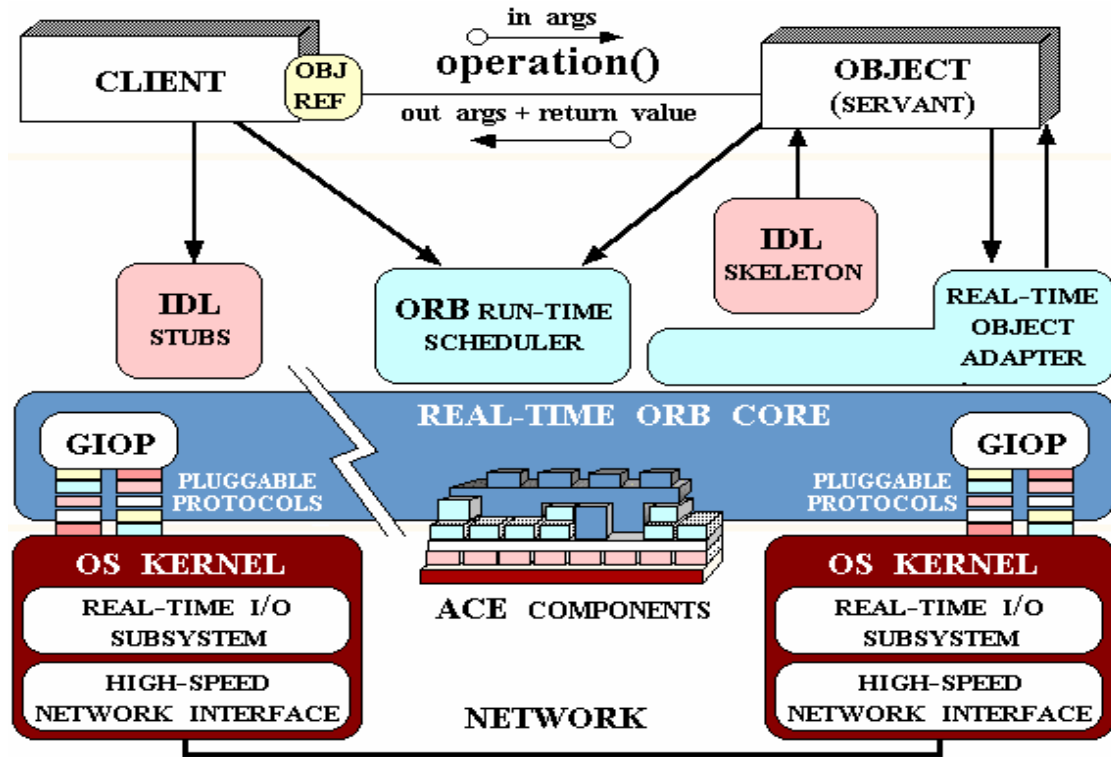 in args
operation()
out args + return value
CLIENT
OBJ
REF
OBJECT
(SERVANT)
IDL
STUBS
ORB RUN-TIME
SCHEDULER
IDL
SKELETON
REAL-TIME
OBJECT
ADAPTER
REAL-TIME ORB CORE
GIOP
PLUGGABLE
PROTOCOLS
GIOP
PLUGGABLE
PROTOCOLS
OS KERNEL
REAL-TIME I/O
SUBSYSTEM
HIGH-SPEED
NETWORK INTERFACE
ACE COMPONENTS
NETWORK
OS KERNEL
REAL-TIME I/O
SUBSYSTEM
HIGH-SPEED
NETWORK INTERFACE